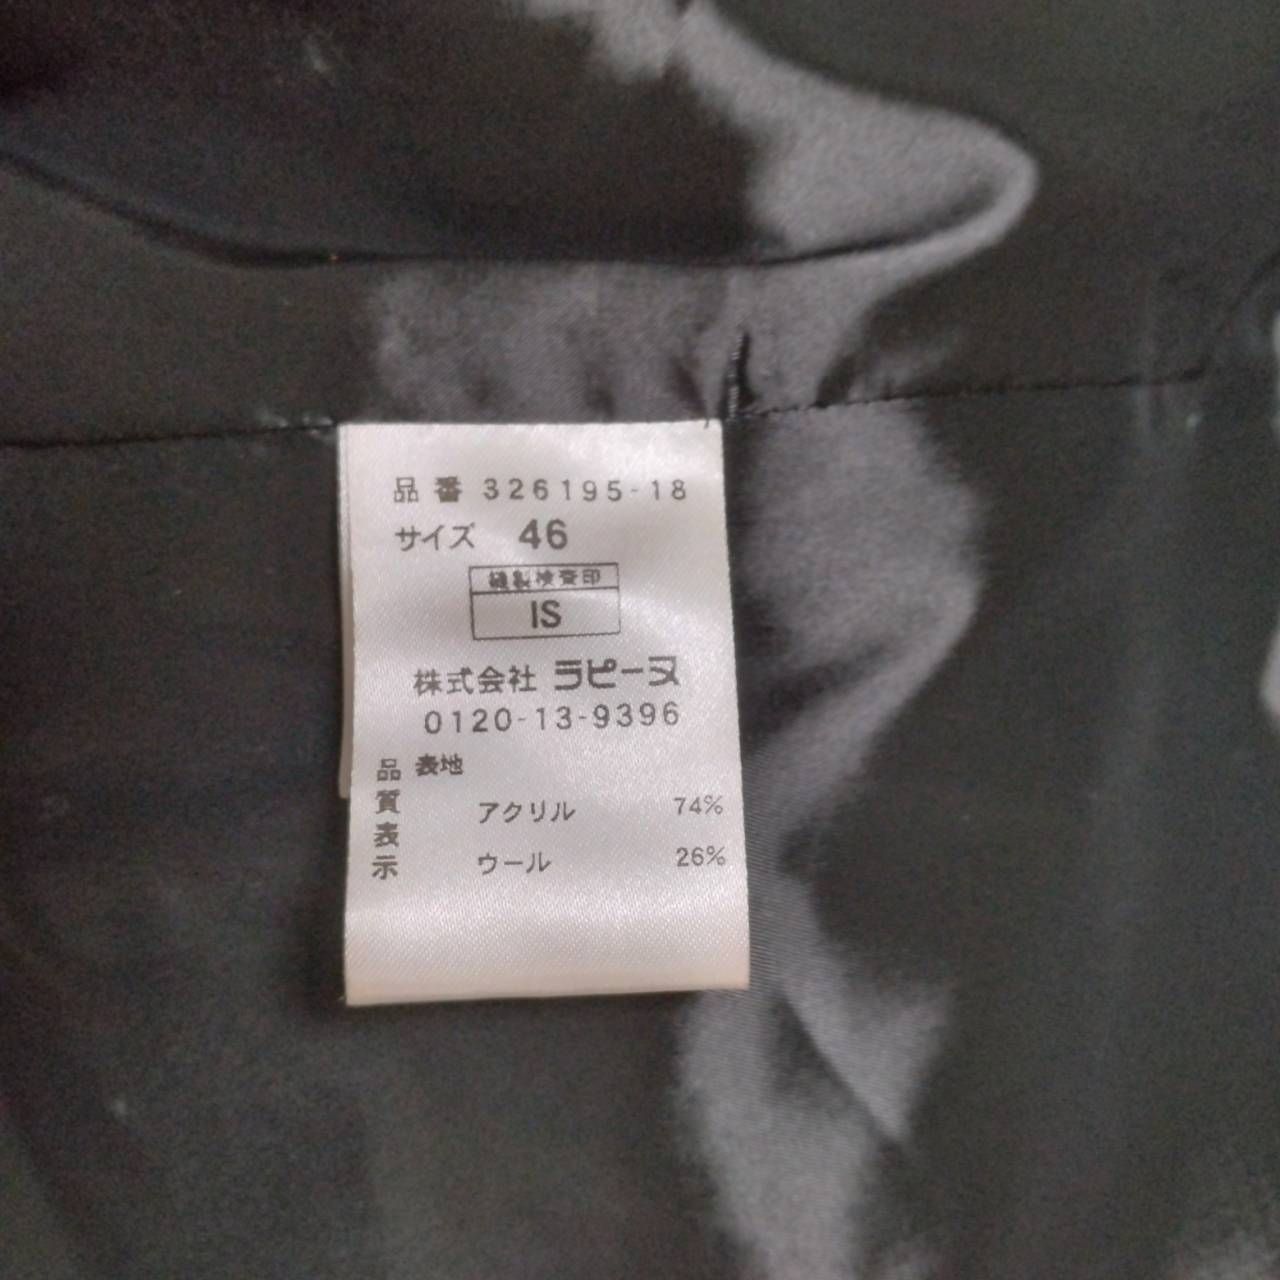 品番 326195-18
サイズ 46
縫製検査印
IS
株式会社 ラピーヌ
0120-13-9396
品質表示
表地
アクリル 74%
ウール 26%